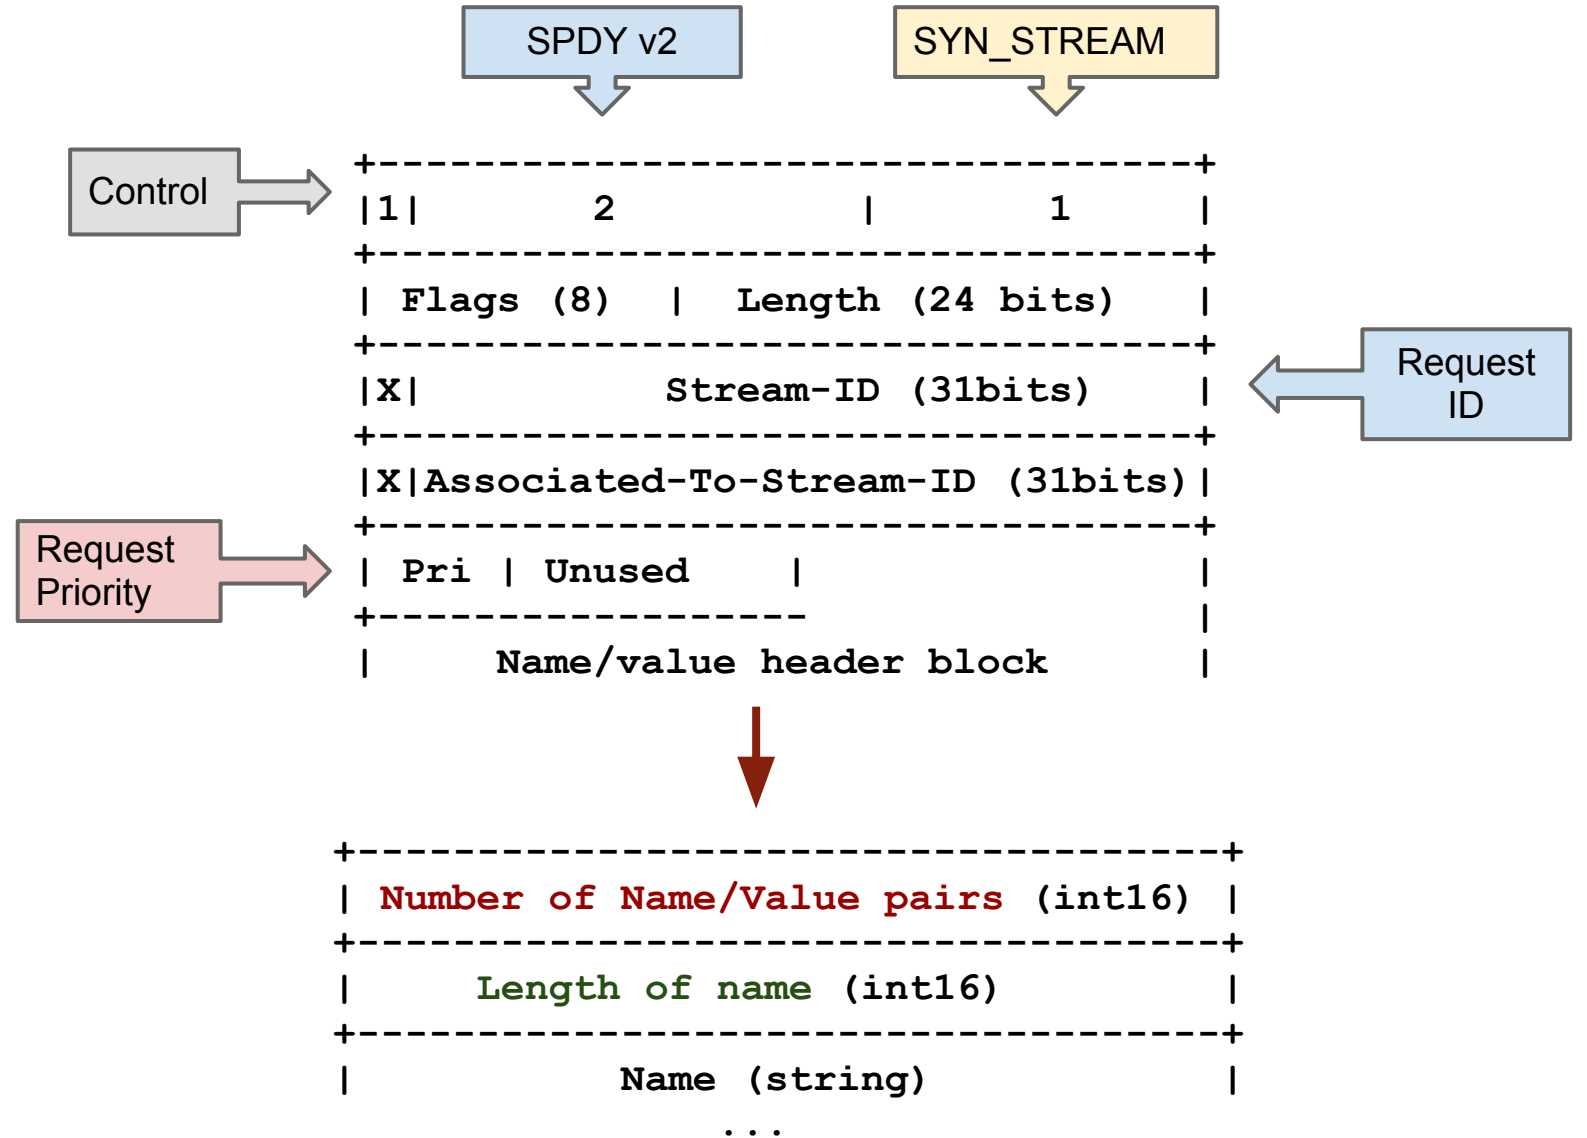 SPDY v2
SYN_STREAM
Control
+-----------------------------------+
|1| 2 | 1 |
+-----------------------------------+
| Flags (8) | Length (24 bits) |
+-----------------------------------+
|X| Stream-ID (31bits) |
Request
ID
+-----------------------------------+
|X|Associated-To-Stream-ID (31bits)|
+-----------------------------------+
Request
Priority
| Pri | Unused | |
+------------------ |
| Name/value header block |
+------------------------------------+
| Number of Name/Value pairs (int16) |
+------------------------------------+
| Length of name (int16) |
+------------------------------------+
| Name (string) |
...